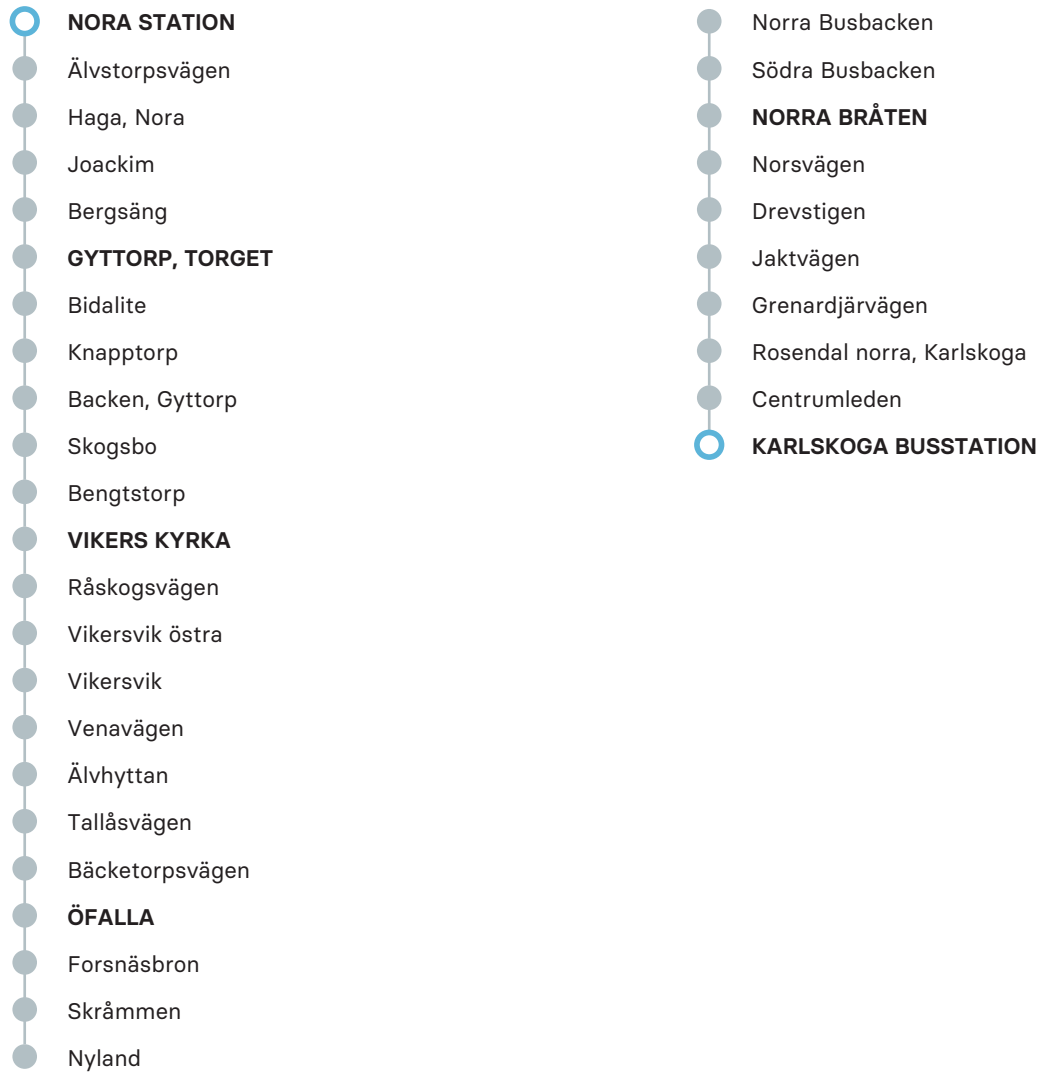 NORA STATION
Älvstorpsvägen
Haga, Nora
Joackim
Bergsäng
GYTTORP, TORGET
Bidalite
Knapptorp
Backen, Gyttorp
Skogsbo
Bengtstorp
VIKERS KYRKA
Råskogsvägen
Vikersvik östra
Vikersvik
Venavägen
Älvhyttan
Tallåsvägen
Bäcketorpsvägen
ÖFALLA
Forsnäsbron
Skråmmen
Nyland
Norra Busbacken
Södra Busbacken
NORRA BRÅTEN
Norsvägen
Drevstigen
Jaktvägen
Grenardjärvägen
Rosendal norra, Karlskoga
Centrumleden
KARLSKOGA BUSSTATION